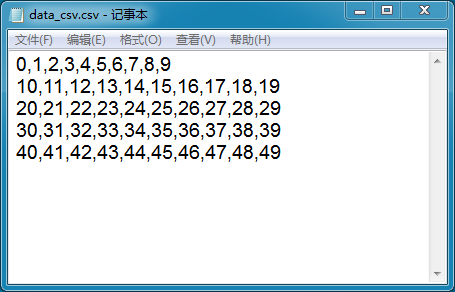 data_csv.csv - 记事本
文件(F) 编辑(E) 格式(O) 查看(V) 帮助(H)
0,1,2,3,4,5,6,7,8,9
10,11,12,13,14,15,16,17,18,19
20,21,22,23,24,25,26,27,28,29
30,31,32,33,34,35,36,37,38,39
40,41,42,43,44,45,46,47,48,49